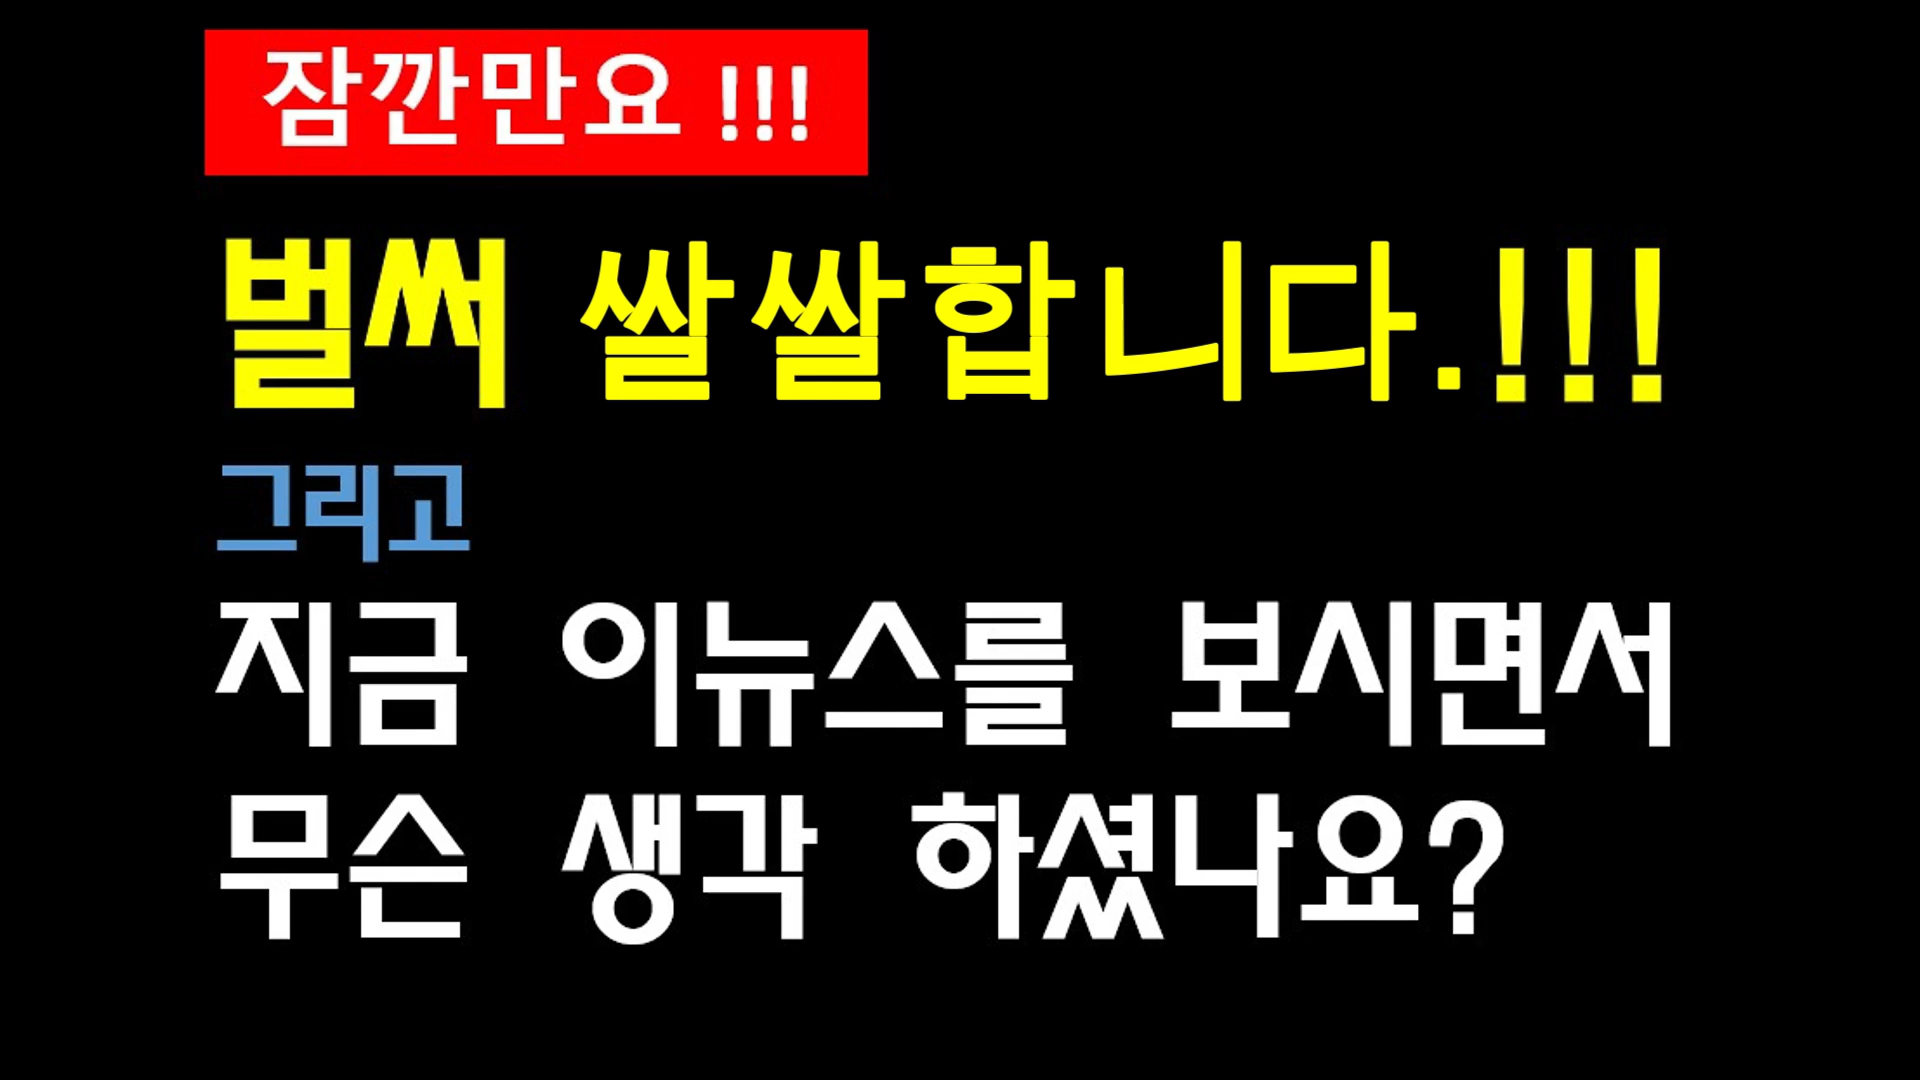 잠깐만요 !!!
벌써 쌀쌀합니다.!!!
그리고
지금 이뉴스를 보시면서
무슨 생각 하셨나요?